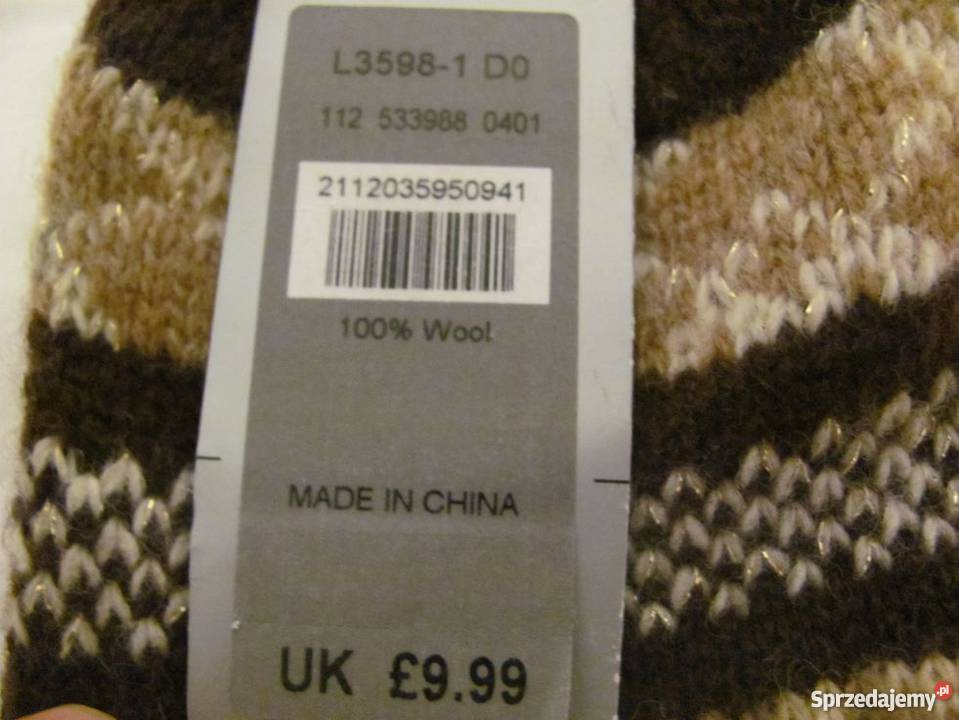 L3598-1 D0
112 533988 0401
2112035950941
100% Wool
MADE IN CHINA
UK £9.99
Sprzedajemy.pl